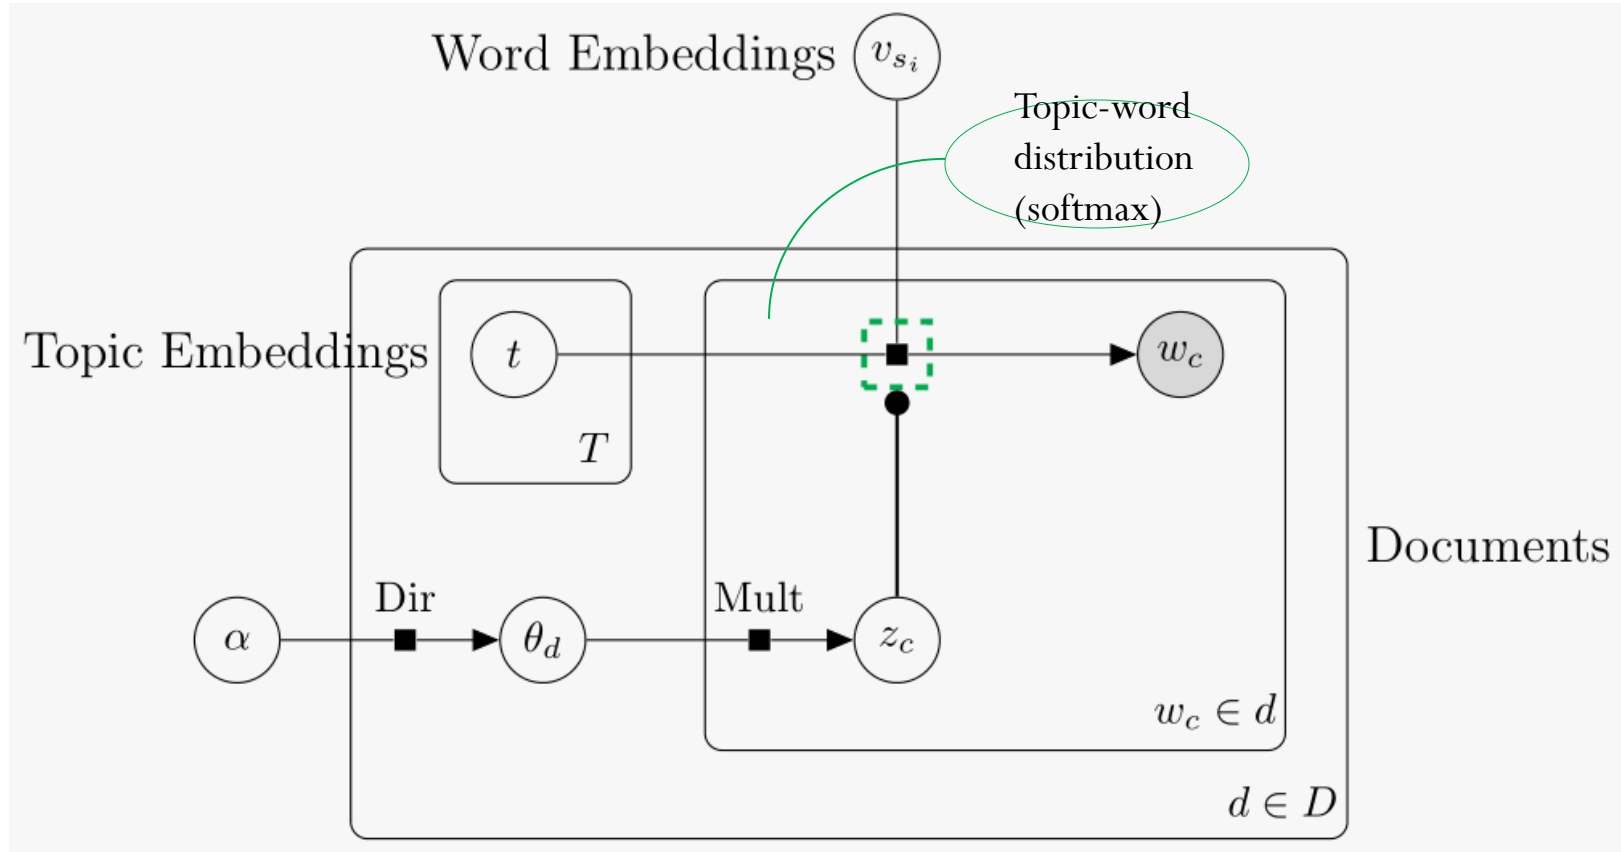 Word Embeddings
v_{s_i}
Topic-word
distribution
(softmax)
Topic Embeddings
t
w_c
T
Documents
Dir
Mult
α
θ_d
z_c
w_c ∈ d
d ∈ D